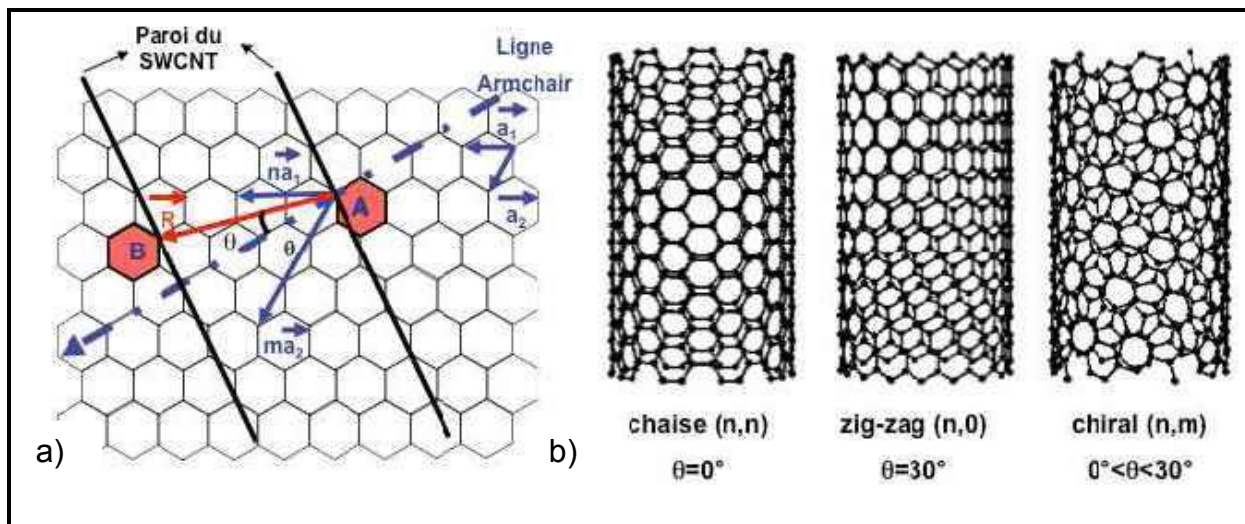 Paroi du
SWCNT
Ligne
Armchair
a₁
na₁
a₂
R
A
θ
θ
B
ma₂
a)
b)
chaise (n,n)
θ=0°
zig-zag (n,0)
θ=30°
chiral (n,m)
0°<θ<30°